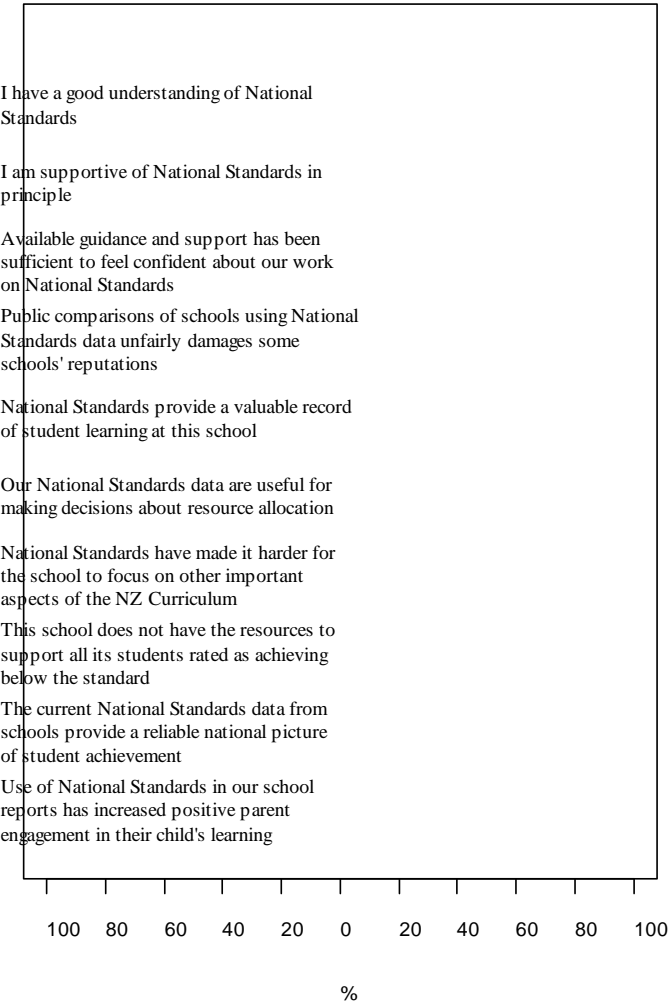 I have a good understanding of National
Standards
I am supportive of National Standards in
principle
Available guidance and support has been
sufficient to feel confident about our work
on National Standards
Public comparisons of schools using National
Standards data unfairly damages some
schools' reputations
National Standards provide a valuable record
of student learning at this school
Our National Standards data are useful for
making decisions about resource allocation
National Standards have made it harder for
the school to focus on other important
aspects of the NZ Curriculum
This school does not have the resources to
support all its students rated as achieving
below the standard
The current National Standards data from
schools provide a reliable national picture
of student achievement
Use of National Standards in our school
reports has increased positive parent
engagement in their child's learning
100 80 60 40 20 0 20 40 60 80 100
%